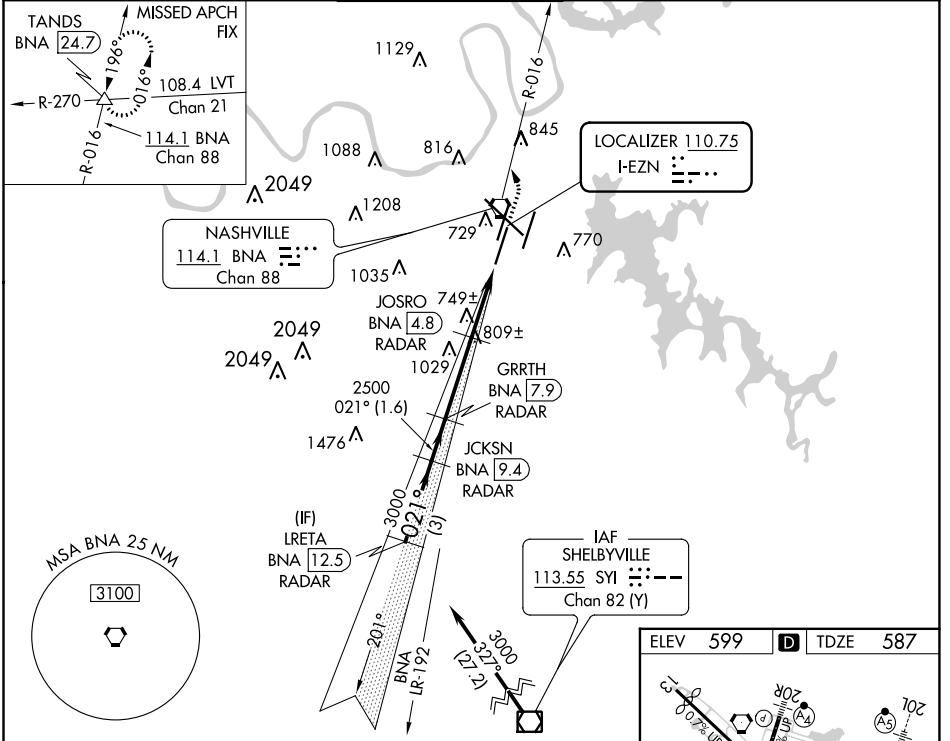 TANDS
BNA 24.7
MISSED APCH
FIX
196°
016°
R-270
108.4 LVT
Chan 21
114.1 BNA
Chan 88
R-016
1129
R-016
845
1088
816
LOCALIZER 110.75
I-EZN
2049
1208
729
770
NASHVILLE
114.1 BNA
Chan 88
1035
JOSRO
BNA 4.8
RADAR
749±
809±
2049
2049
1029
GRRTH
BNA 7.9
RADAR
2500
021° (1.6)
1476
JCKSN
BNA 9.4
RADAR
3000
021°
(3)
(IF)
LRETA
BNA 12.5
RADAR
MSA BNA 25 NM
3100
IAF
SHELBYVILLE
113.55 SYI
Chan 82 (Y)
201°
BNA
LR-192
3000
327°
(27.2)
ELEV 599 D TDZE 587
13
0.7% UP
P
20R
UP
A4
A5
20L